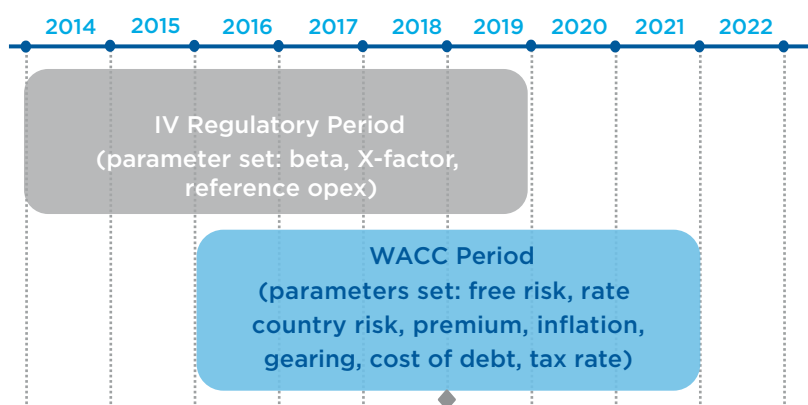 2014 2015 2016 2017 2018 2019 2020 2021 2022
IV Regulatory Period
(parameter set: beta, X-factor,
reference opex)
WACC Period
(parameters set: free risk, rate
country risk, premium, inflation,
gearing, cost of debt, tax rate)